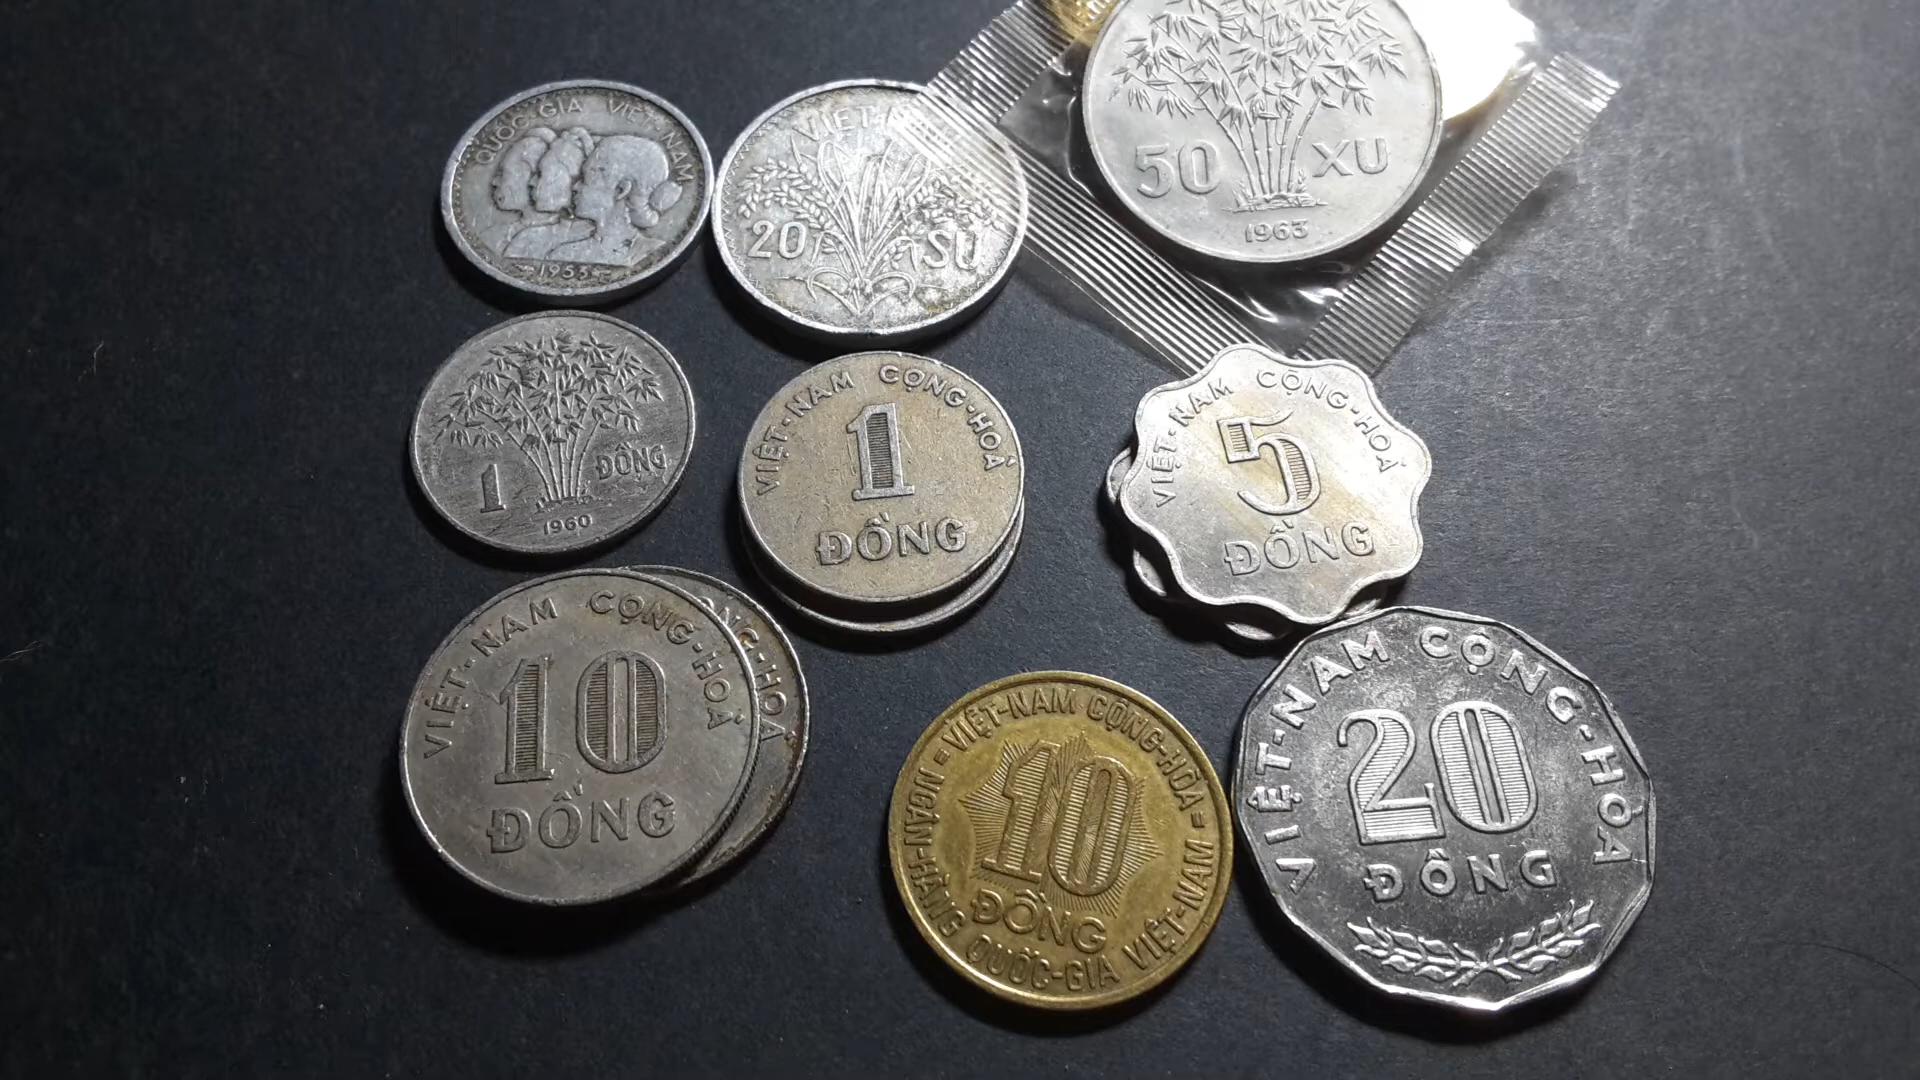 QUỐC-GIA VIỆT-NAM
1953
VIỆT-
20 SU
50 XU
1963
1 ĐỒNG
1960
VIỆT-NAM CỘNG-HOÀ
1
ĐỒNG
VIỆT-NAM CỘNG-HOÀ
5
ĐỒNG
VIỆT-NAM CỘNG-HOÀ
10
ĐỒNG
ỘNG-HOÀ
VIỆT-NAM CỘNG-HÒA
10
ĐỒNG
NGÂN-HÀNG QUỐC-GIA VIỆT-NAM
VIỆT-NAM CỘNG-HÒA
20
ĐỒNG